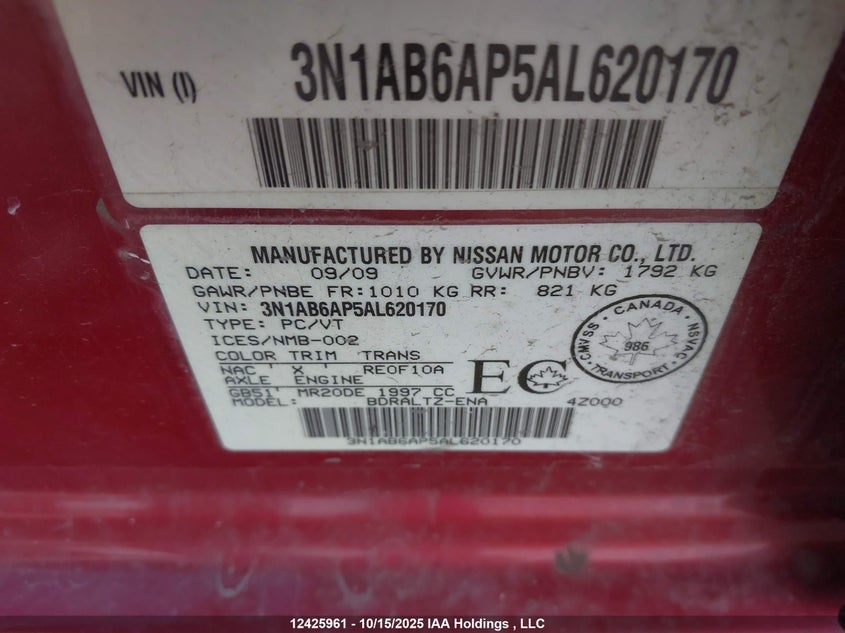 VIN (I) 3N1AB6AP5AL620170
MANUFACTURED BY NISSAN MOTOR CO., LTD.
DATE: 09/09 GVWR/PNBV: 1792 KG
GAWR/PNBE FR:1010 KG RR: 821 KG
VIN: 3N1AB6AP5AL620170
TYPE: PC/VT
ICES/NMB-002
COLOR TRIM TRANS
NAC ' X ' RE0F10A
AXLE ENGINE
GB51' MR20DE 1997 CC
MODEL: BDRALTZ-ENA 4Z000
3N1AB6AP5AL620170
EC
CANADA
CMVSS NSVAC
986
TRANSPORT
12425961 - 10/15/2025 IAA Holdings , LLC